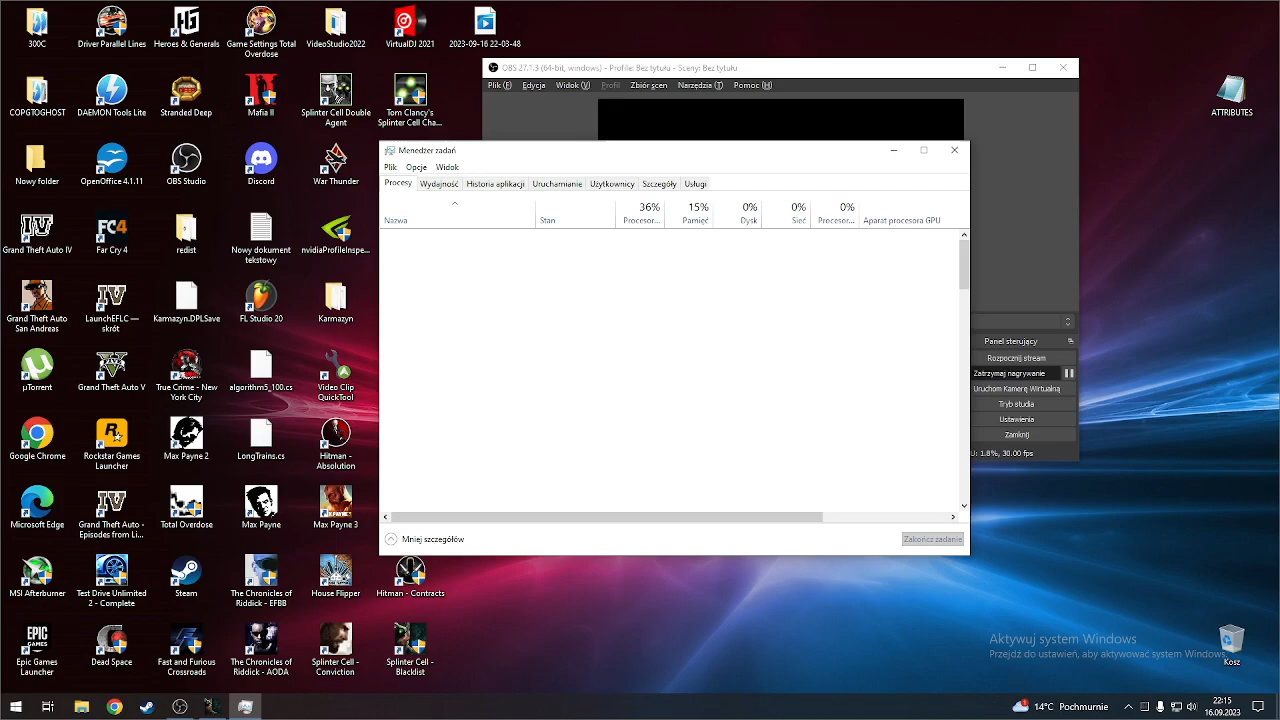 300C
Driver Parallel Lines
Heroes & Generals
Game Settings Total
Overdose
VideoStudio2022
VirtualDJ 2021
2023-09-16 22-08-48
COPGTOGHOST
DAEMON Tools Lite
Stranded Deep
Mafia II
Splinter Cell Double
Agent
Tom Clancy's
Splinter Cell Cha...
Nowy folder
OpenOffice 4.1.11
OBS Studio
Discord
War Thunder
Grand Theft Auto IV
Far Cry 4
redist
Nowy dokument
tekstowy
nvidiaProfileInspe...
Grand Theft Auto
San Andreas
LaunchEFLC —
skrót
Karmazyn.DPLSave
FL Studio 20
Karmazyn
µTorrent
Grand Theft Auto V
True Crime - New
York City
algorithm5_100.cs
Video Clip
QuickTool
Google Chrome
Rockstar Games
Launcher
Max Payne 2
LongTrains.cs
Hitman -
Absolution
Microsoft Edge
Grand Theft Auto -
Episodes from Li...
Total Overdose
Max Payne
Max Payne 3
MSI Afterburner
Test Drive Unlimited
2 - Complete
Steam
The Chronicles of
Riddick - EFBB
House Flipper
Hitman - Contracts
Epic Games
Launcher
Dead Space
Fast and Furious
Crossroads
The Chronicles of
Riddick - AODA
Splinter Cell -
Conviction
Splinter Cell -
Blacklist
ATTRIBUTES
Kosz
OBS 27.1.3 (64-bit, windows) - Profile: Bez tytułu - Sceny: Bez tytułu
Plik (F) Edycja Widok (V) Profil Zbiór scen Narzędzia (T) Pomoc (H)
Menedżer zadań
Plik Opcje Widok
Procesy Wydajność Historia aplikacji Uruchamianie Użytkownicy Szczegóły Usługi
36% 15% 0% 0% 0%
Nazwa Stan Procesor... Pamięć Dysk Sieć Procesor... Aparat procesora GPU
Mniej szczegółów
Zakończ zadanie
Panel sterujący
Rozpocznij stream
Zatrzymaj nagrywanie
Uruchom Kamerę Wirtualną
Tryb studia
Ustawienia
Zamknij
U: 1.8%, 30.00 fps
Aktywuj system Windows
Przejdź do ustawień, aby aktywować system Windows.
1
14°C Pochmurnie
22:15
16.09.2023